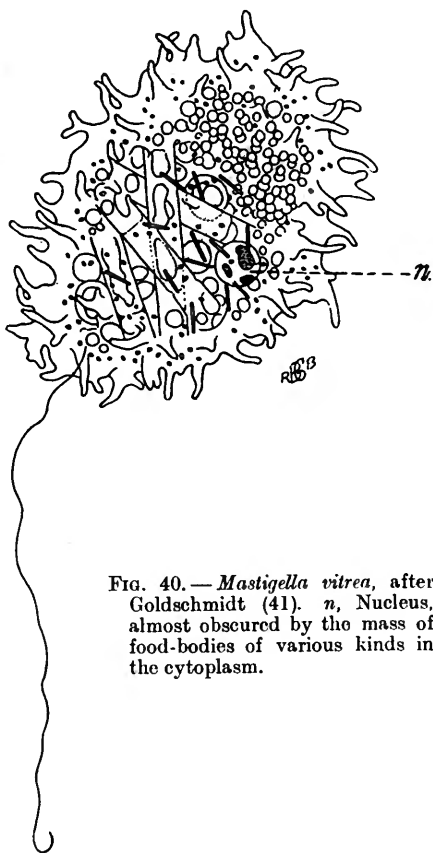 n.
FIG. 40.—Mastigella vitrea, after
Goldschmidt (41). n, Nucleus,
almost obscured by the mass of
food-bodies of various kinds in
the cytoplasm.